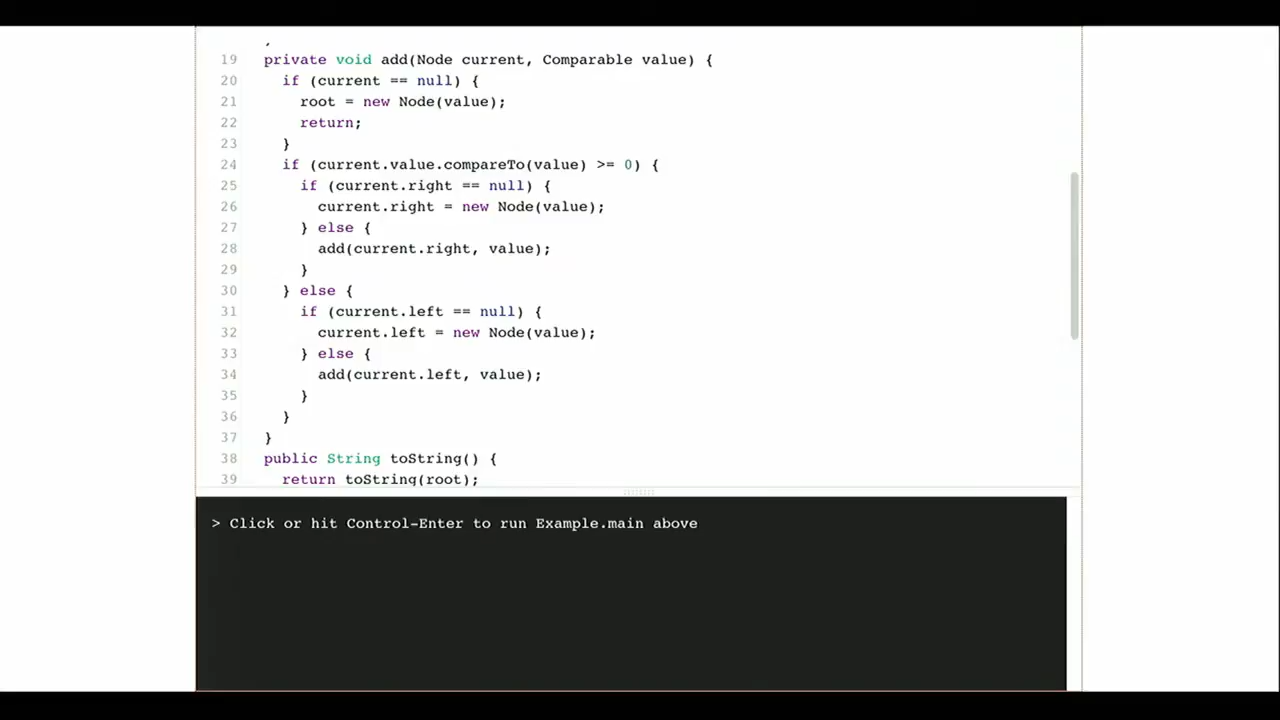 }
19 private void add(Node current, Comparable value) {
20 if (current == null) {
21 root = new Node(value);
22 return;
23 }
24 if (current.value.compareTo(value) >= 0) {
25 if (current.right == null) {
26 current.right = new Node(value);
27 } else {
28 add(current.right, value);
29 }
30 } else {
31 if (current.left == null) {
32 current.left = new Node(value);
33 } else {
34 add(current.left, value);
35 }
36 }
37 }
38 public String toString() {
39 return toString(root);
> Click or hit Control-Enter to run Example.main above